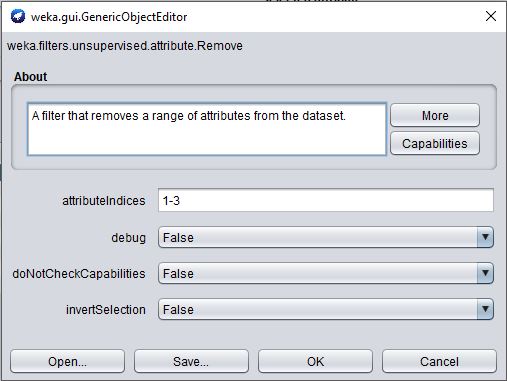 weka.gui.GenericObjectEditor
weka.filters.unsupervised.attribute.Remove
About
A filter that removes a range of attributes from the dataset.
More
Capabilities
attributeIndices 1-3
debug False
doNotCheckCapabilities False
invertSelection False
Open... Save... OK Cancel